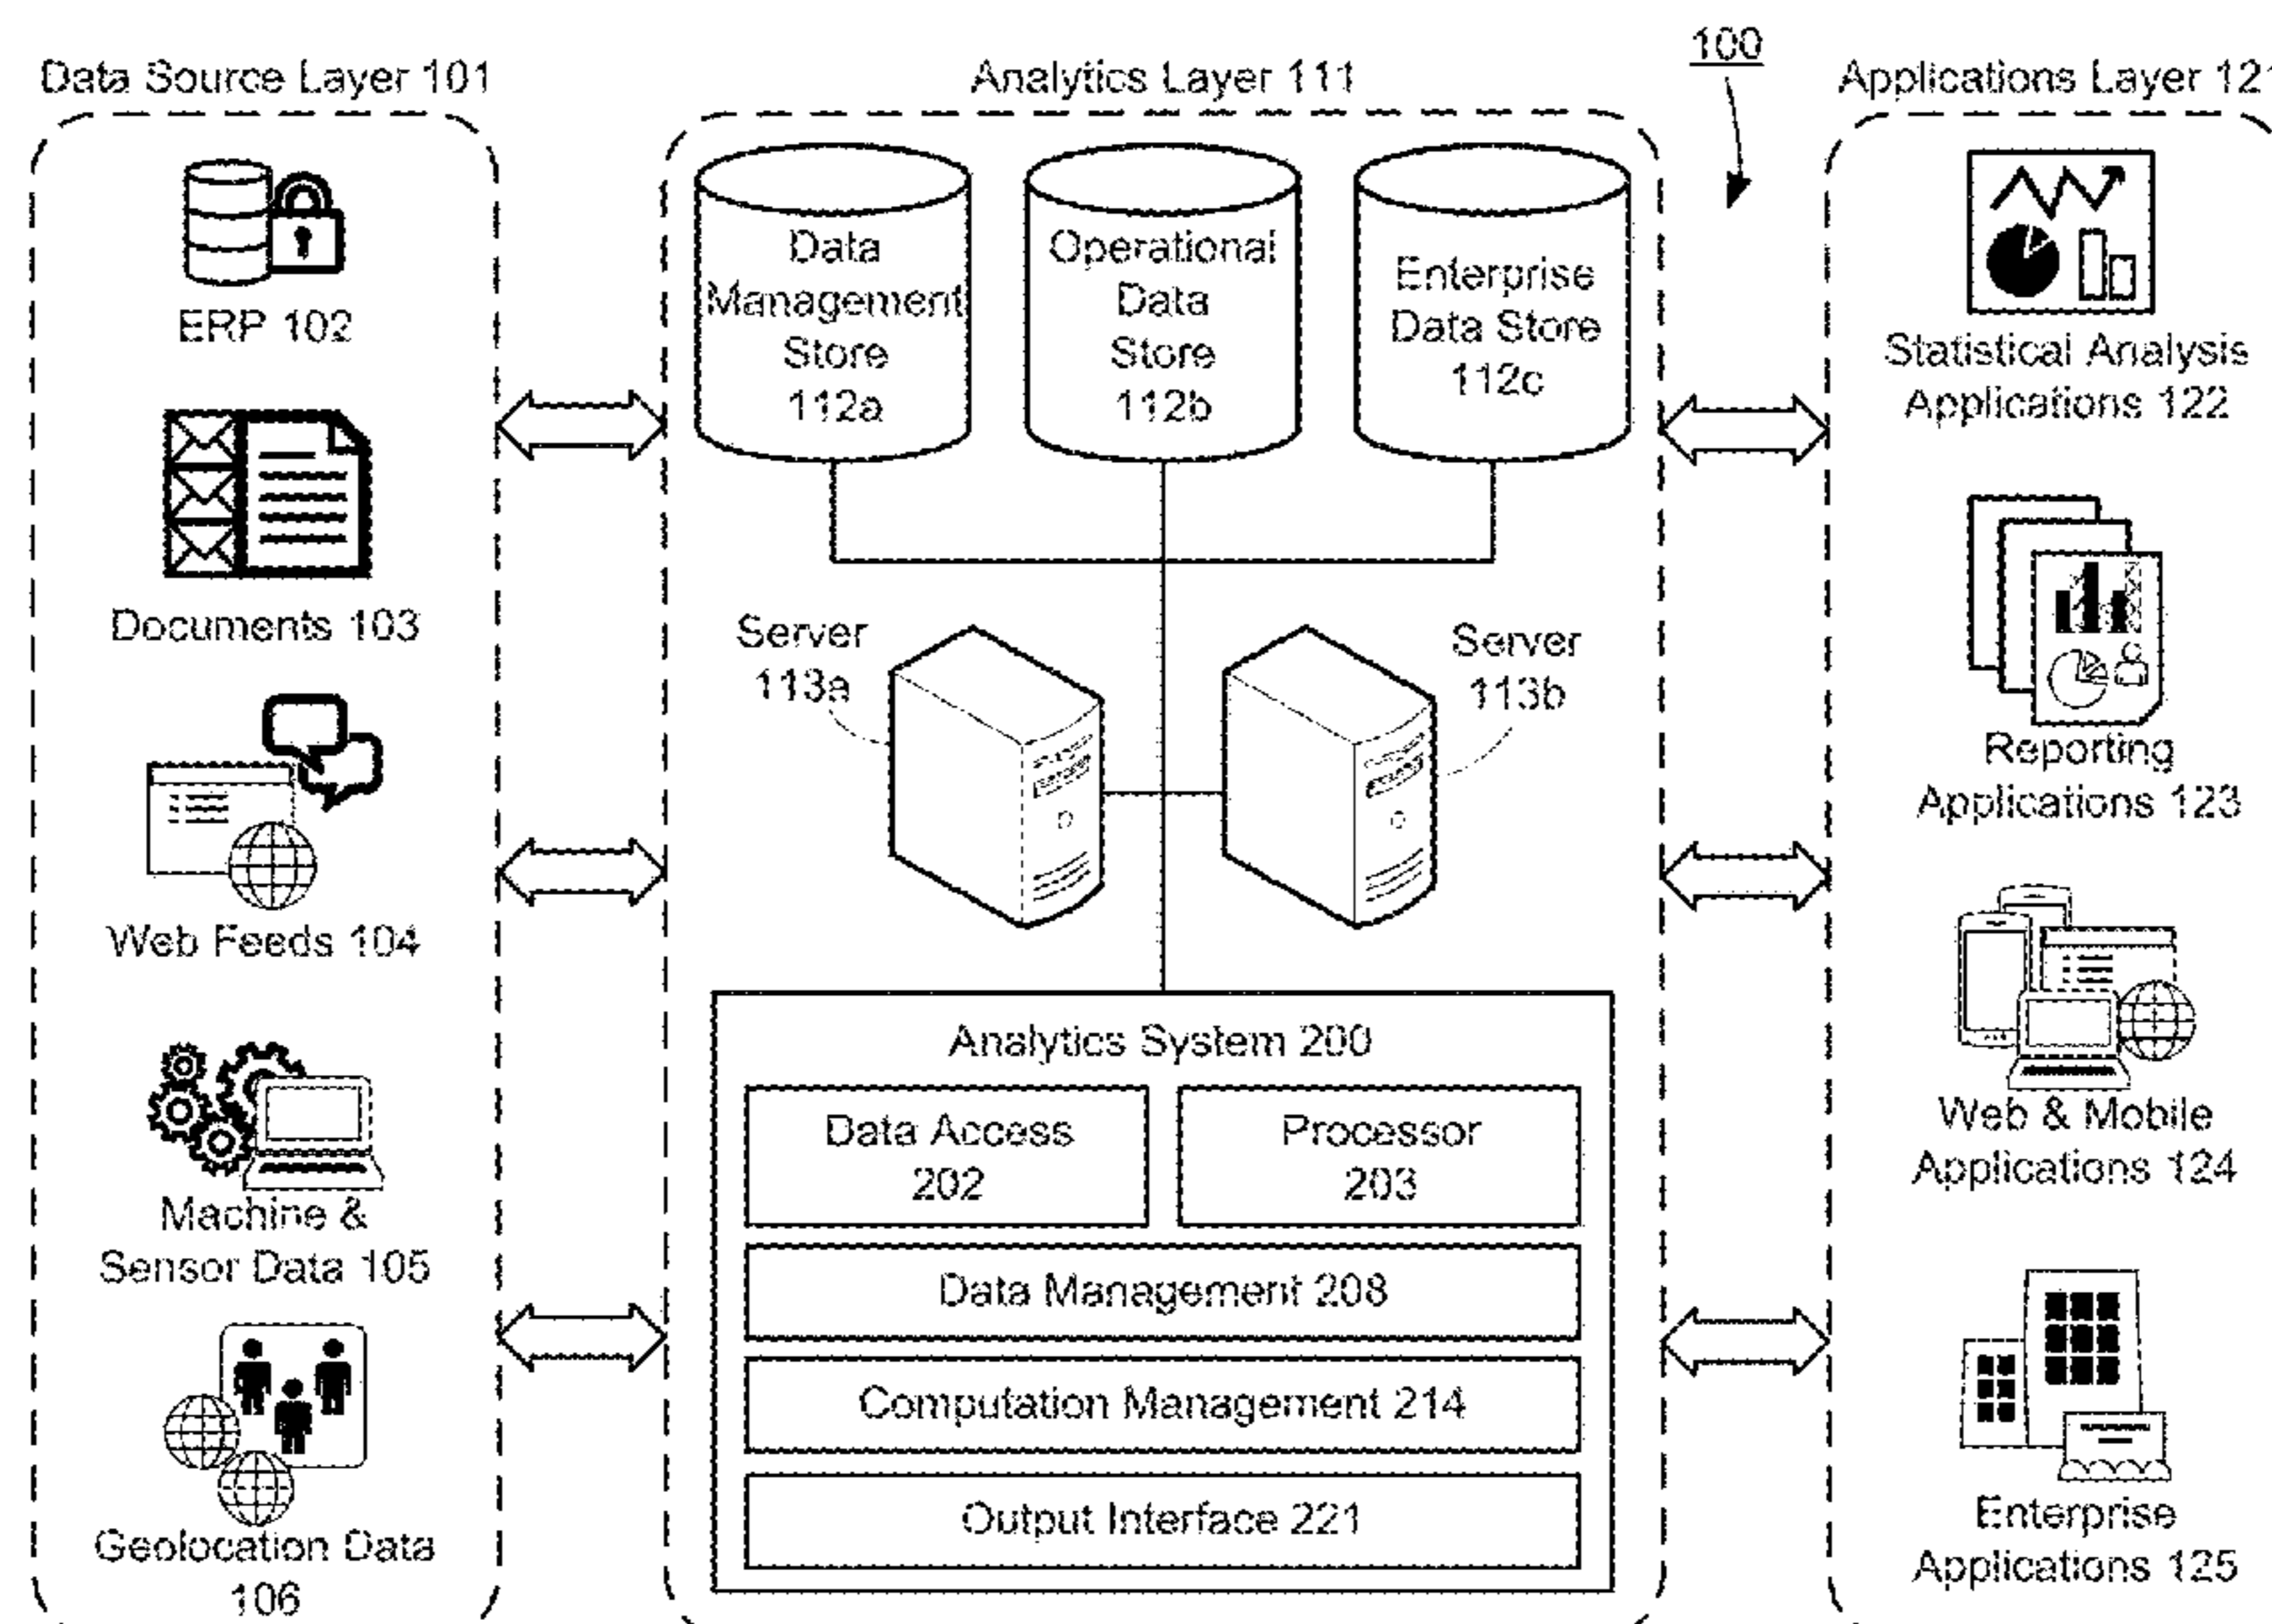 100
Data Source Layer 101
ERP 102
Documents 103
Web Feeds 104
Machine &
Sensor Data 105
Geolocation Data
106
Analytics Layer 111
Data
Management
Store
112a
Operational
Data
Store
112b
Enterprise
Data Store
112c
Server
113a
Server
113b
Analytics System 200
Data Access
202
Processor
203
Data Management 208
Computation Management 214
Output Interface 221
Applications Layer 121
Statistical Analysis
Applications 122
Reporting
Applications 123
Web & Mobile
Applications 124
Enterprise
Applications 125